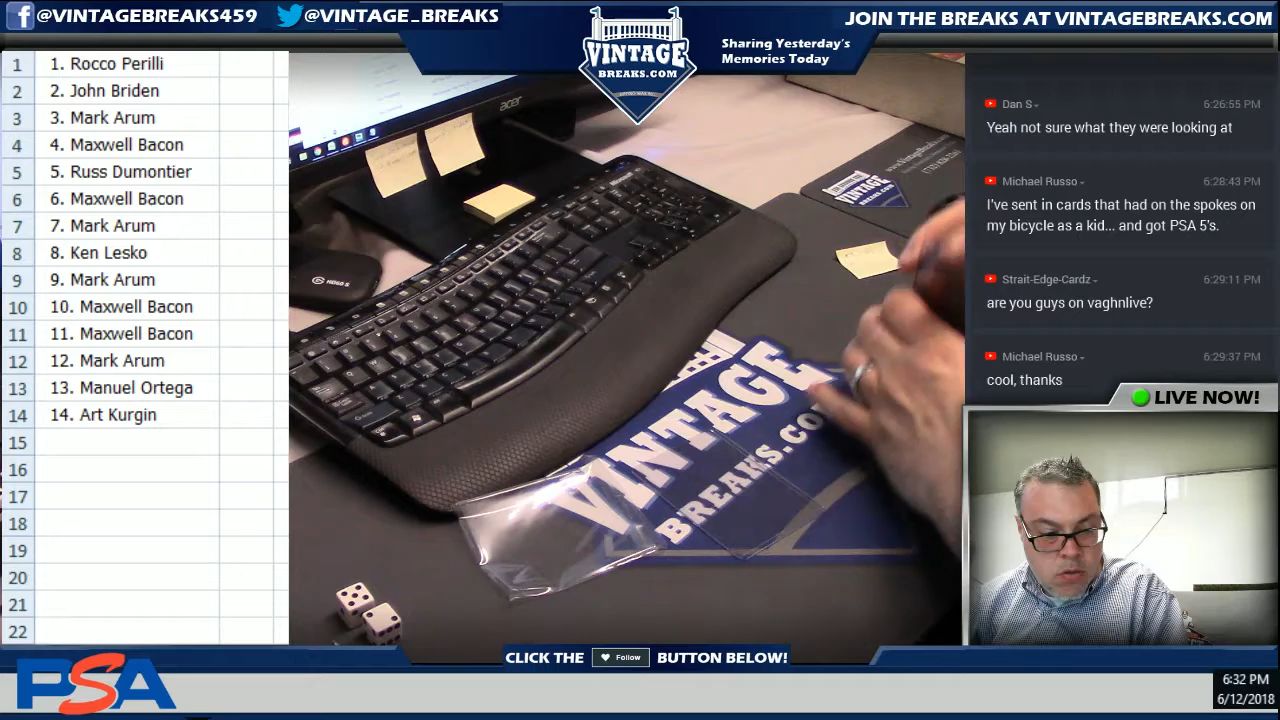 @VINTAGEBREAKS459
@VINTAGE_BREAKS
VINTAGE
BREAKS.COM
Sharing Yesterday's
Memories Today
JOIN THE BREAKS AT VINTAGEBREAKS.COM
1 1. Rocco Perilli
2 2. John Briden
3 3. Mark Arum
4 4. Maxwell Bacon
5 5. Russ Dumontier
6 6. Maxwell Bacon
7 7. Mark Arum
8 8. Ken Lesko
9 9. Mark Arum
10 10. Maxwell Bacon
11 11. Maxwell Bacon
12 12. Mark Arum
13 13. Manuel Ortega
14 14. Art Kurgin
15
16
17
18
19
20
21
22
acer
VINTAGE
VINTAGE
BREAKS.CO
Dan S
6:26:55 PM
Yeah not sure what they were looking at
Michael Russo
6:28:43 PM
I've sent in cards that had on the spokes on
my bicycle as a kid... and got PSA 5's.
Strait-Edge-Cardz
6:29:11 PM
are you guys on vaghnlive?
Michael Russo
6:29:37 PM
cool, thanks
LIVE NOW!
CLICK THE Follow BUTTON BELOW!
PSA
6:32 PM
6/12/2018